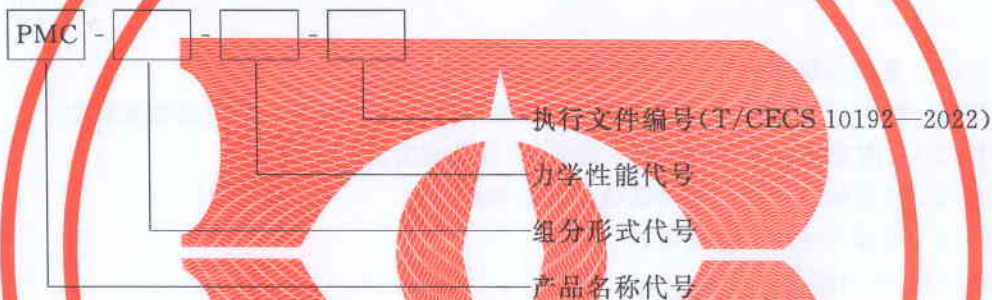 PMC - - -
执行文件编号(T/CECS 10192—2022)
力学性能代号
组分形式代号
产品名称代号